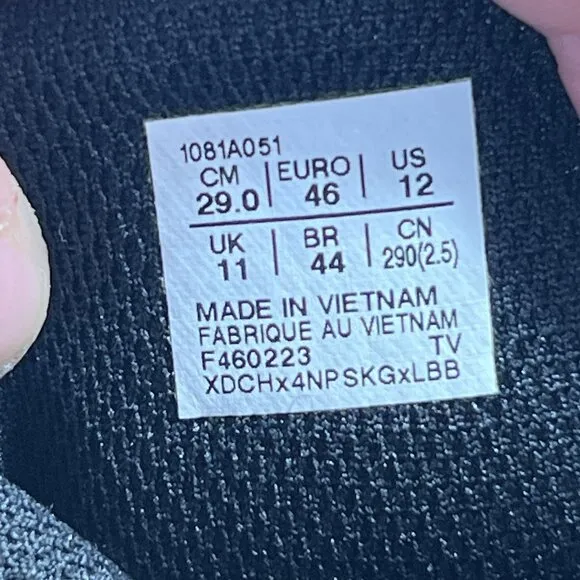 1081A051
CM | EURO | US
29.0 | 46 | 12
UK | BR | CN
11 | 44 | 290(2.5)
MADE IN VIETNAM
FABRIQUE AU VIETNAM
F460223 TV
XDCHx4NPSKGxLBB